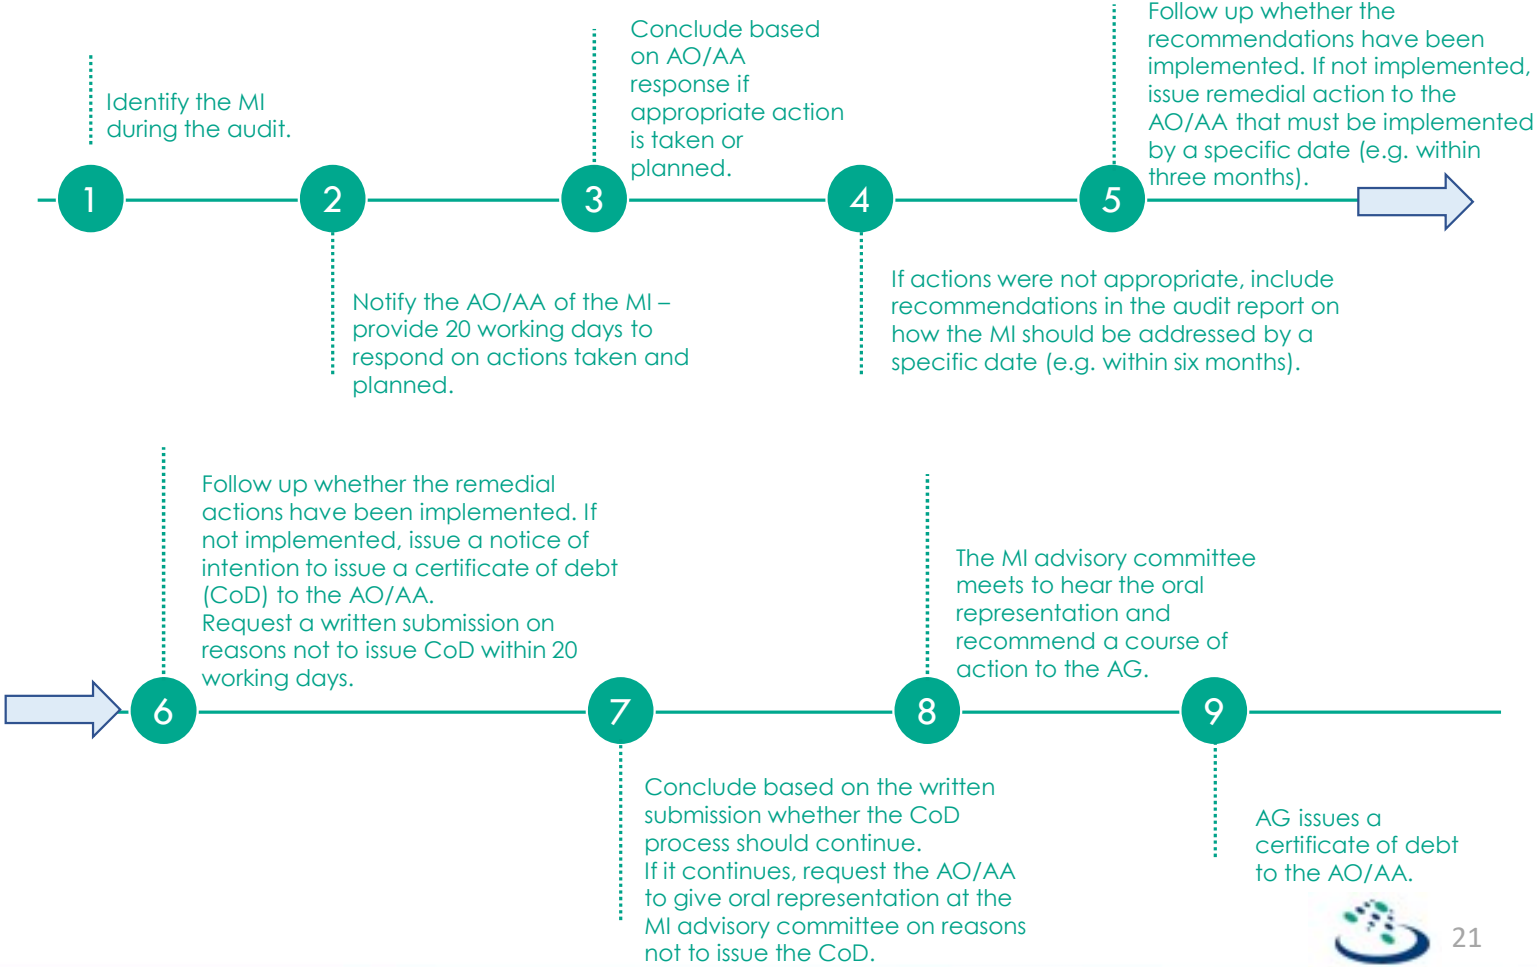 1
Identify the MI
during the audit.
2
Notify the AO/AA of the MI –
provide 20 working days to
respond on actions taken and
planned.
3
Conclude based
on AO/AA
response if
appropriate action
is taken or
planned.
4
If actions were not appropriate, include
recommendations in the audit report on
how the MI should be addressed by a
specific date (e.g. within six months).
5
Follow up whether the
recommendations have been
implemented. If not implemented,
issue remedial action to the
AO/AA that must be implemented
by a specific date (e.g. within
three months).
6
Follow up whether the remedial
actions have been implemented. If
not implemented, issue a notice of
intention to issue a certificate of debt
(CoD) to the AO/AA.
Request a written submission on
reasons not to issue CoD within 20
working days.
7
Conclude based on the written
submission whether the CoD
process should continue.
If it continues, request the AO/AA
to give oral representation at the
MI advisory committee on reasons
not to issue the CoD.
8
The MI advisory committee
meets to hear the oral
representation and
recommend a course of
action to the AG.
9
AG issues a
certificate of debt
to the AO/AA.
21